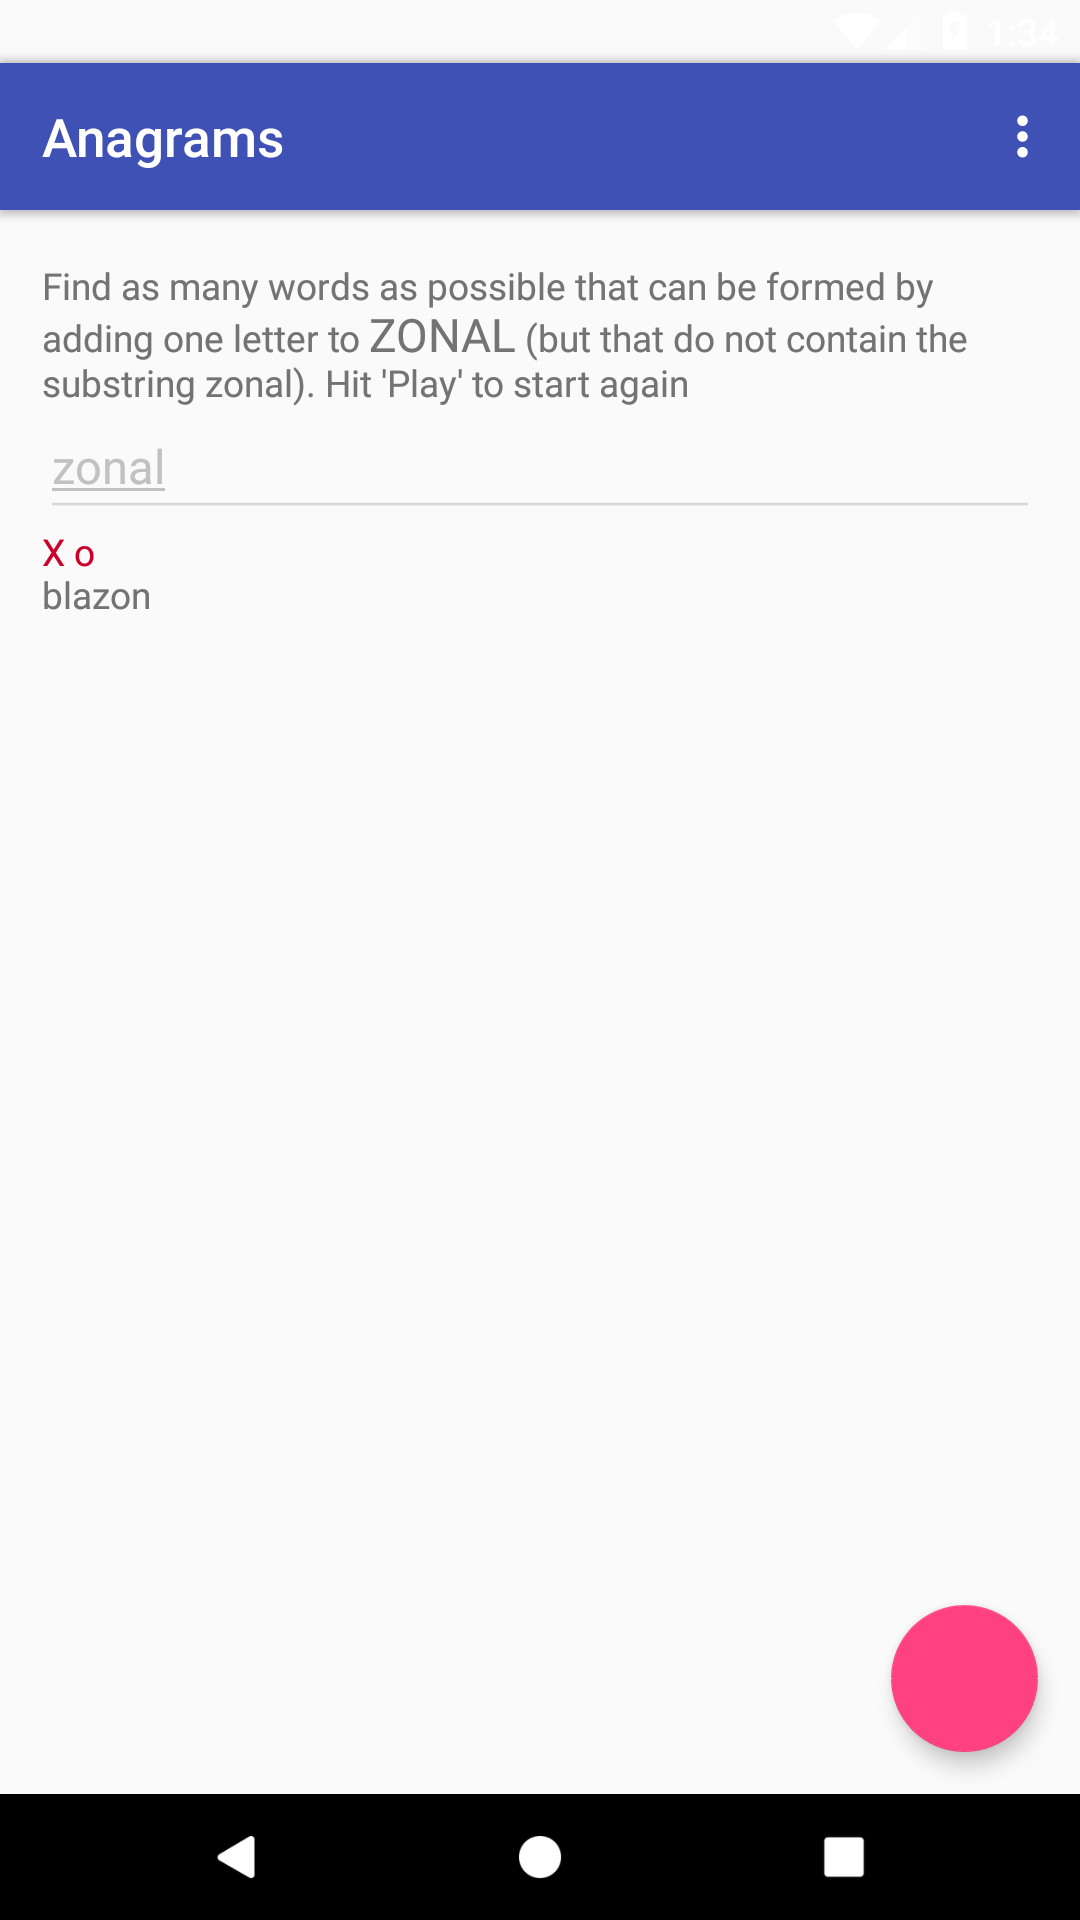 1:34
Anagrams
Find as many words as possible that can be formed by
adding one letter to ZONAL (but that do not contain the
substring zonal). Hit 'Play' to start again
zonal
X o
blazon